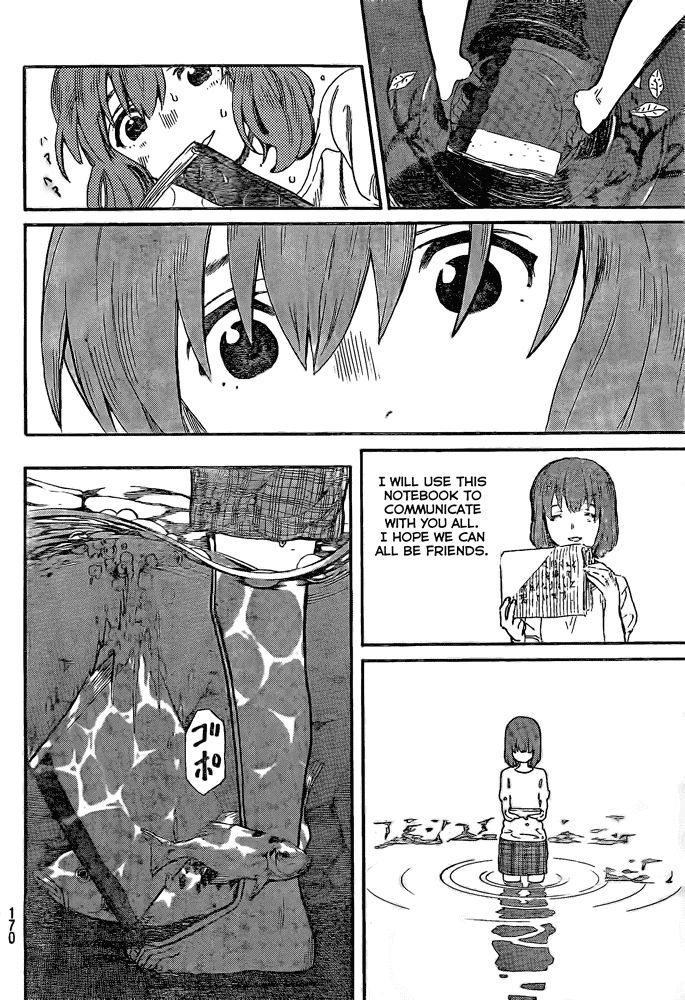 I WILL USE THIS
NOTEBOOK TO
COMMUNICATE
WITH YOU ALL.
I HOPE WE CAN
ALL BE FRIENDS.
ゴポ
170